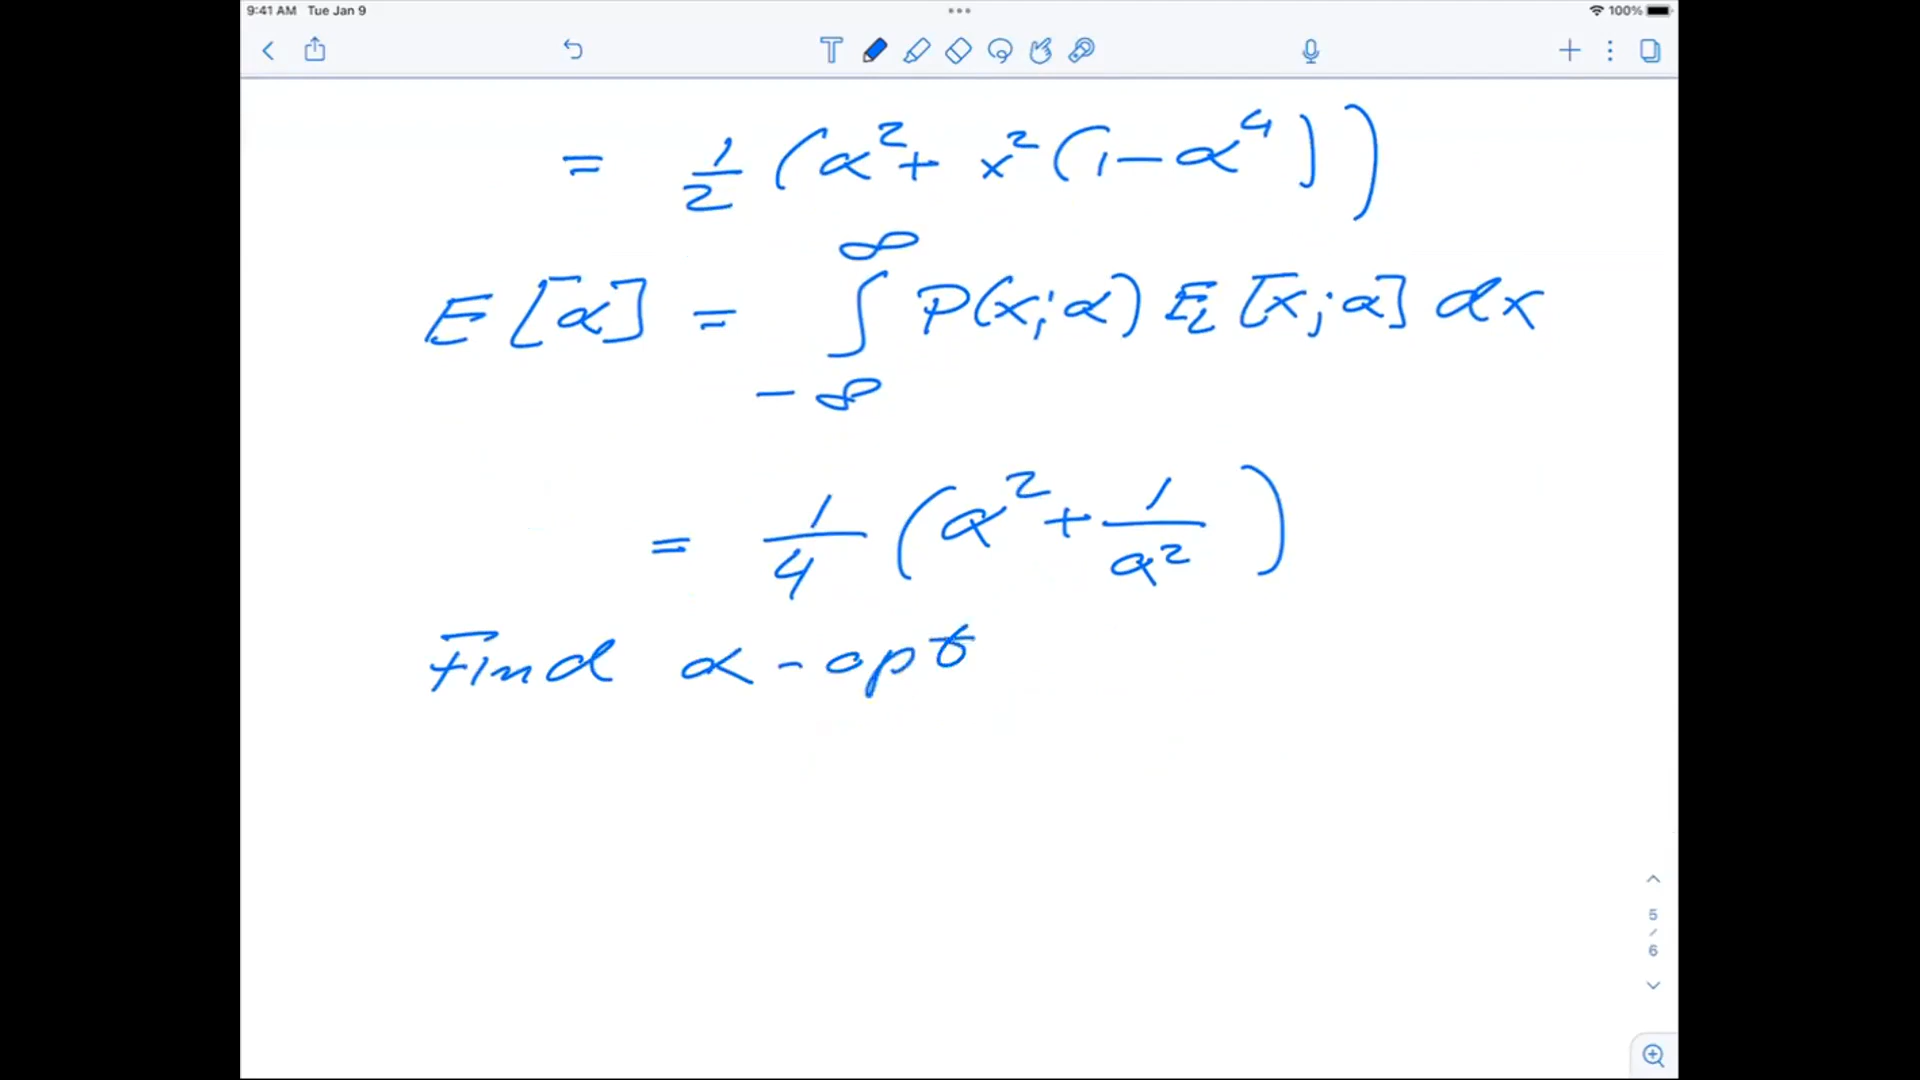 9:41 AM Tue Jan 9 100%
= 1/2 (α² + x² (1 - α⁴))
E[α] = ∫_{-∞}^{∞} P(x;α) E_L [x;α] dx
= 1/4 (α² + 1/α²)
Find α-opt
5
/
6